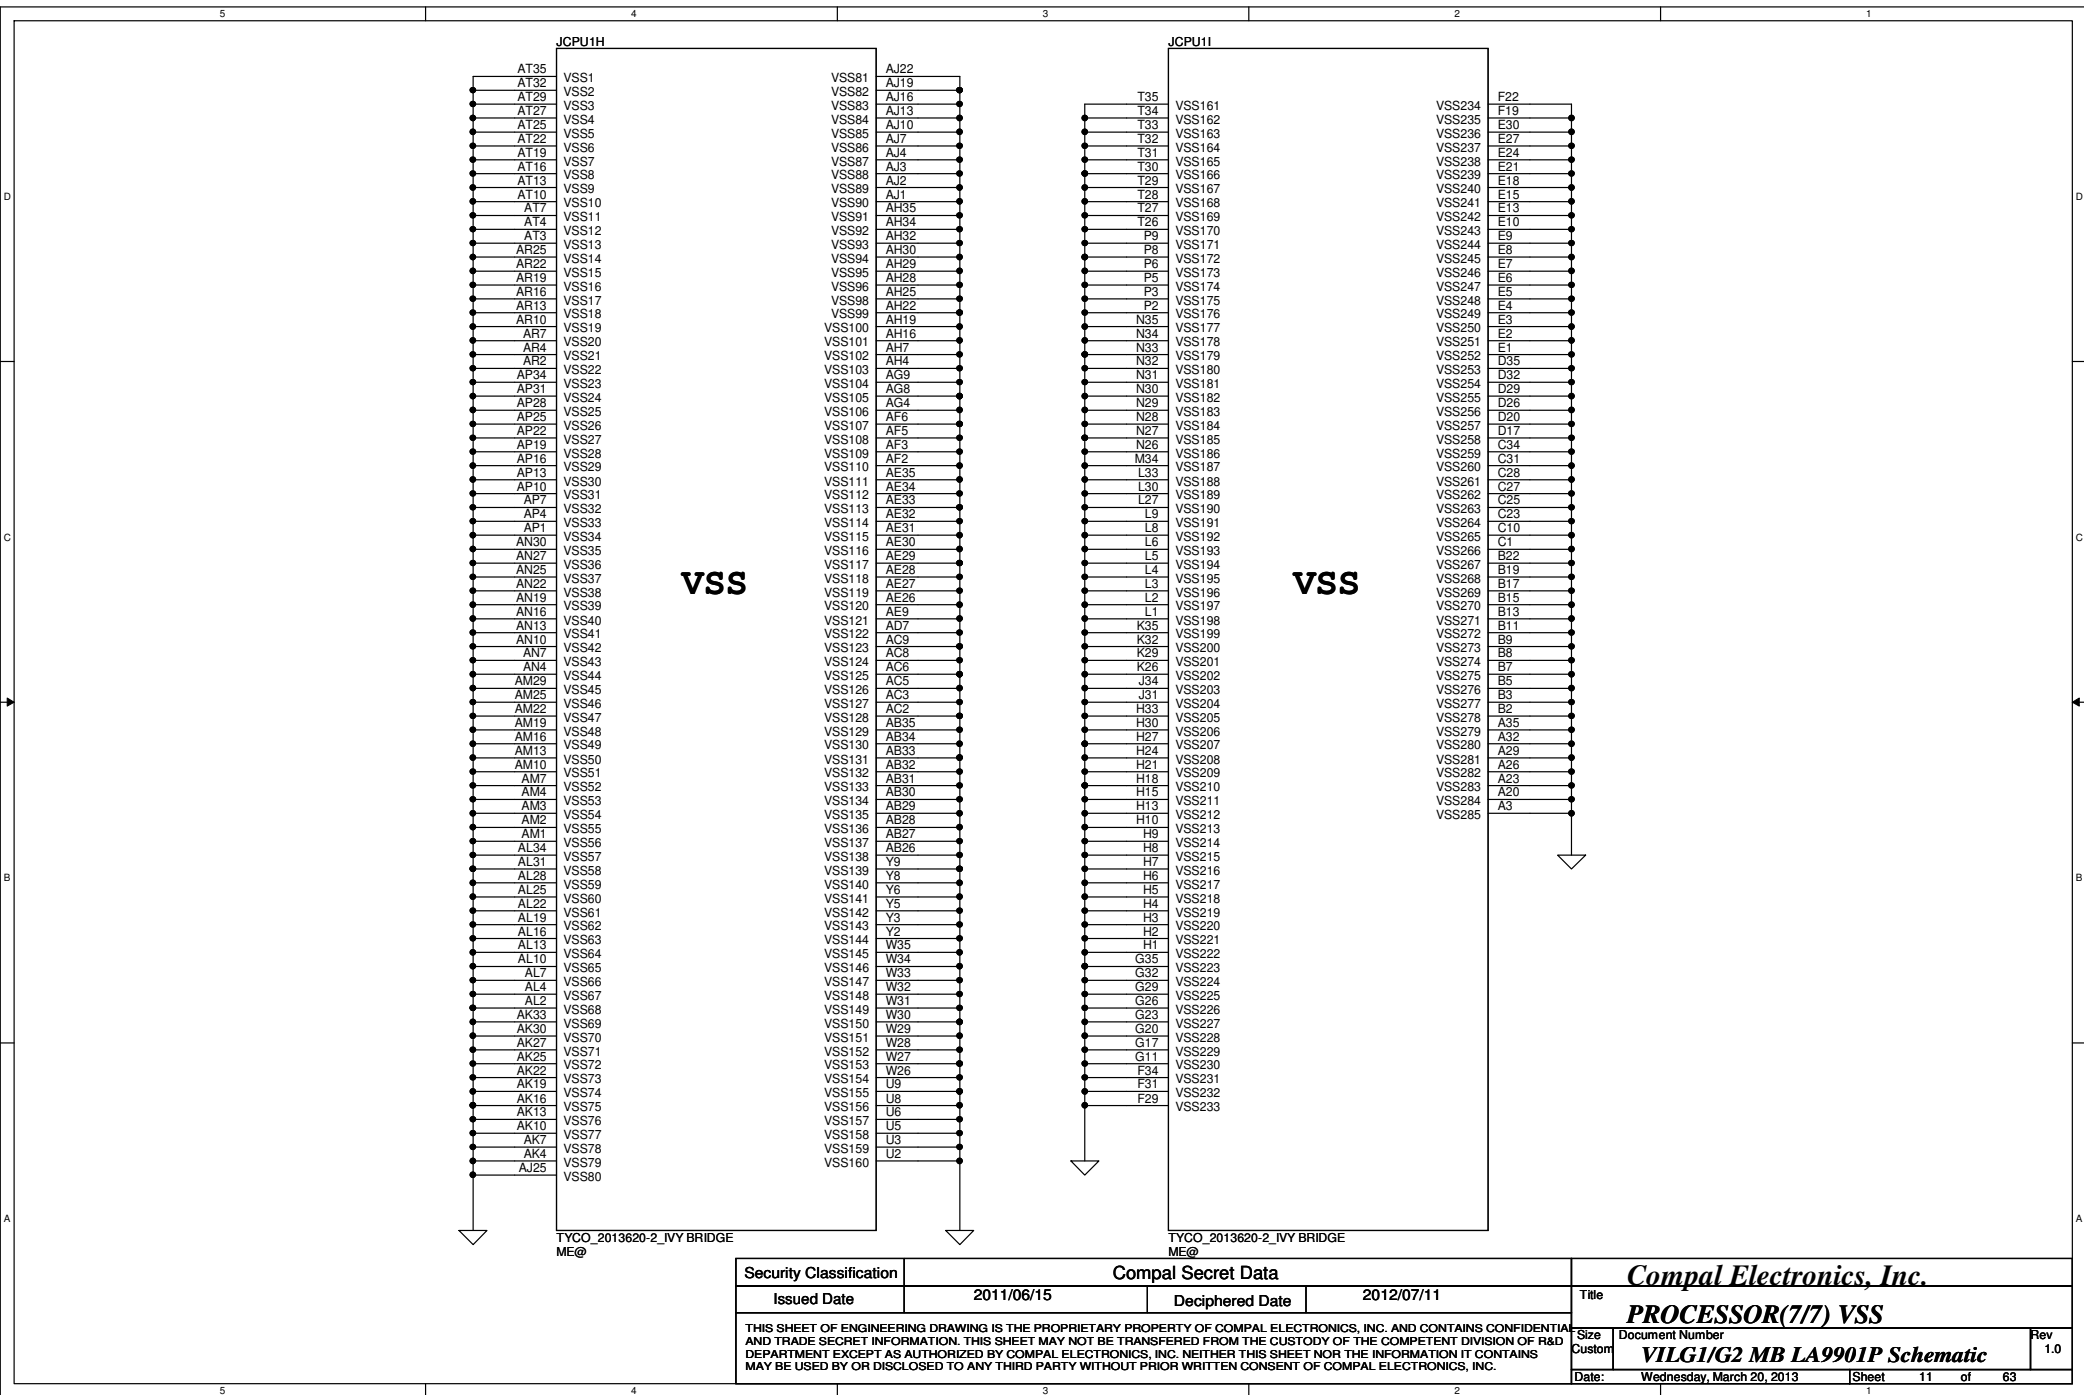 5 4 3 2 1
JCPU1H
AT35 VSS1
AT32 VSS2
AT29 VSS3
AT27 VSS4
AT25 VSS5
AT22 VSS6
AT19 VSS7
AT16 VSS8
AT13 VSS9
AT10 VSS10
AT7 VSS11
AT4 VSS12
AT3 VSS13
AR25 VSS14
AR22 VSS15
AR19 VSS16
AR16 VSS17
AR13 VSS18
AR10 VSS19
AR7 VSS20
AR4 VSS21
AR2 VSS22
AP34 VSS23
AP31 VSS24
AP28 VSS25
AP25 VSS26
AP22 VSS27
AP19 VSS28
AP16 VSS29
AP13 VSS30
AP10 VSS31
AP7 VSS32
AP4 VSS33
AP1 VSS34
AN30 VSS35
AN27 VSS36
AN25 VSS37
AN22 VSS38
AN19 VSS39
AN16 VSS40
AN13 VSS41
AN10 VSS42
AN7 VSS43
AN4 VSS44
AM29 VSS45
AM25 VSS46
AM22 VSS47
AM19 VSS48
AM16 VSS49
AM13 VSS50
AM10 VSS51
AM7 VSS52
AM4 VSS53
AM3 VSS54
AM2 VSS55
AM1 VSS56
AL34 VSS57
AL31 VSS58
AL28 VSS59
AL25 VSS60
AL22 VSS61
AL19 VSS62
AL16 VSS63
AL13 VSS64
AL10 VSS65
AL7 VSS66
AL4 VSS67
AL2 VSS68
AK33 VSS69
AK30 VSS70
AK27 VSS71
AK25 VSS72
AK22 VSS73
AK19 VSS74
AK16 VSS75
AK13 VSS76
AK10 VSS77
AK7 VSS78
AK4 VSS79
AJ25 VSS80
VSS
VSS81 AJ22
VSS82 AJ19
VSS83 AJ16
VSS84 AJ13
VSS85 AJ10
VSS86 AJ7
VSS87 AJ4
VSS88 AJ3
VSS89 AJ2
VSS90 AJ1
VSS91 AH35
VSS92 AH34
VSS93 AH32
VSS94 AH30
VSS95 AH29
VSS96 AH28
VSS98 AH25
VSS99 AH22
VSS100 AH19
VSS101 AH16
VSS102 AH7
VSS103 AH4
VSS104 AG9
VSS105 AG8
VSS106 AG4
VSS107 AF6
VSS108 AF5
VSS109 AF3
VSS110 AF2
VSS111 AE35
VSS112 AE34
VSS113 AE33
VSS114 AE32
VSS115 AE31
VSS116 AE30
VSS117 AE29
VSS118 AE28
VSS119 AE27
VSS120 AE26
VSS121 AE9
VSS122 AD7
VSS123 AC9
VSS124 AC8
VSS125 AC6
VSS126 AC5
VSS127 AC3
VSS128 AC2
VSS129 AB35
VSS130 AB34
VSS131 AB33
VSS132 AB32
VSS133 AB31
VSS134 AB30
VSS135 AB29
VSS136 AB28
VSS137 AB27
VSS138 AB26
VSS139 Y9
VSS140 Y8
VSS141 Y6
VSS142 Y5
VSS143 Y3
VSS144 Y2
VSS145 W35
VSS146 W34
VSS147 W33
VSS148 W32
VSS149 W31
VSS150 W30
VSS151 W29
VSS152 W28
VSS153 W27
VSS154 W26
VSS155 U9
VSS156 U8
VSS157 U6
VSS158 U5
VSS159 U3
VSS160 U2
TYCO_2013620-2_IVY BRIDGE
ME@
JCPU1I
T35 VSS161
T34 VSS162
T33 VSS163
T32 VSS164
T31 VSS165
T30 VSS166
T29 VSS167
T28 VSS168
T27 VSS169
T26 VSS170
P9 VSS171
P8 VSS172
P6 VSS173
P5 VSS174
P3 VSS175
P2 VSS176
N35 VSS177
N34 VSS178
N33 VSS179
N32 VSS180
N31 VSS181
N30 VSS182
N29 VSS183
N28 VSS184
N27 VSS185
N26 VSS186
M34 VSS187
L33 VSS188
L30 VSS189
L27 VSS190
L9 VSS191
L8 VSS192
L6 VSS193
L5 VSS194
L4 VSS195
L3 VSS196
L2 VSS197
L1 VSS198
K35 VSS199
K32 VSS200
K29 VSS201
K26 VSS202
J34 VSS203
J31 VSS204
H33 VSS205
H30 VSS206
H27 VSS207
H24 VSS208
H21 VSS209
H18 VSS210
H15 VSS211
H13 VSS212
H10 VSS213
H9 VSS214
H8 VSS215
H7 VSS216
H6 VSS217
H5 VSS218
H4 VSS219
H3 VSS220
H2 VSS221
H1 VSS222
G35 VSS223
G32 VSS224
G29 VSS225
G26 VSS226
G23 VSS227
G20 VSS228
G17 VSS229
G11 VSS230
F34 VSS231
F31 VSS232
F29 VSS233
VSS
VSS234 F22
VSS235 F19
VSS236 E30
VSS237 E27
VSS238 E24
VSS239 E21
VSS240 E18
VSS241 E15
VSS242 E13
VSS243 E10
VSS244 E9
VSS245 E8
VSS246 E7
VSS247 E6
VSS248 E5
VSS249 E4
VSS250 E3
VSS251 E2
VSS252 E1
VSS253 D35
VSS254 D32
VSS255 D29
VSS256 D26
VSS257 D20
VSS258 D17
VSS259 C34
VSS260 C31
VSS261 C28
VSS262 C27
VSS263 C25
VSS264 C23
VSS265 C10
VSS266 C1
VSS267 B22
VSS268 B19
VSS269 B17
VSS270 B15
VSS271 B13
VSS272 B11
VSS273 B9
VSS274 B8
VSS275 B7
VSS276 B5
VSS277 B3
VSS278 B2
VSS279 A35
VSS280 A32
VSS281 A29
VSS282 A26
VSS283 A23
VSS284 A20
VSS285 A3
TYCO_2013620-2_IVY BRIDGE
ME@
D D
C C
B B
A A
Security Classification Compal Secret Data
Issued Date 2011/06/15 Deciphered Date 2012/07/11
THIS SHEET OF ENGINEERING DRAWING IS THE PROPRIETARY PROPERTY OF COMPAL ELECTRONICS, INC. AND CONTAINS CONFIDENTIAL
AND TRADE SECRET INFORMATION. THIS SHEET MAY NOT BE TRANSFERED FROM THE CUSTODY OF THE COMPETENT DIVISION OF R&D
DEPARTMENT EXCEPT AS AUTHORIZED BY COMPAL ELECTRONICS, INC. NEITHER THIS SHEET NOR THE INFORMATION IT CONTAINS
MAY BE USED BY OR DISCLOSED TO ANY THIRD PARTY WITHOUT PRIOR WRITTEN CONSENT OF COMPAL ELECTRONICS, INC.
Compal Electronics, Inc.
Title
PROCESSOR(7/7) VSS
Size Document Number Rev
Custom VILG1/G2 MB LA9901P Schematic 1.0
Date: Wednesday, March 20, 2013 Sheet 11 of 63
5 4 3 2 1